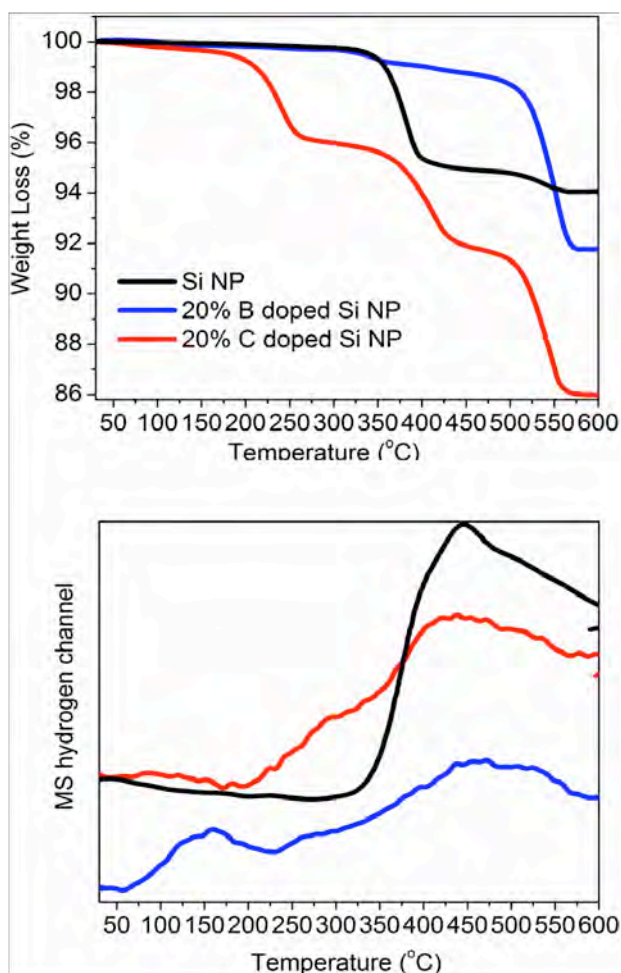 100
98
96
94
92
90
88
86
Weight Loss (%)
Si NP
20% B doped Si NP
20% C doped Si NP
50 100 150 200 250 300 350 400 450 500 550 600
Temperature (°C)
MS hydrogen channel
50 100 150 200 250 300 350 400 450 500 550 600
Temperature (°C)